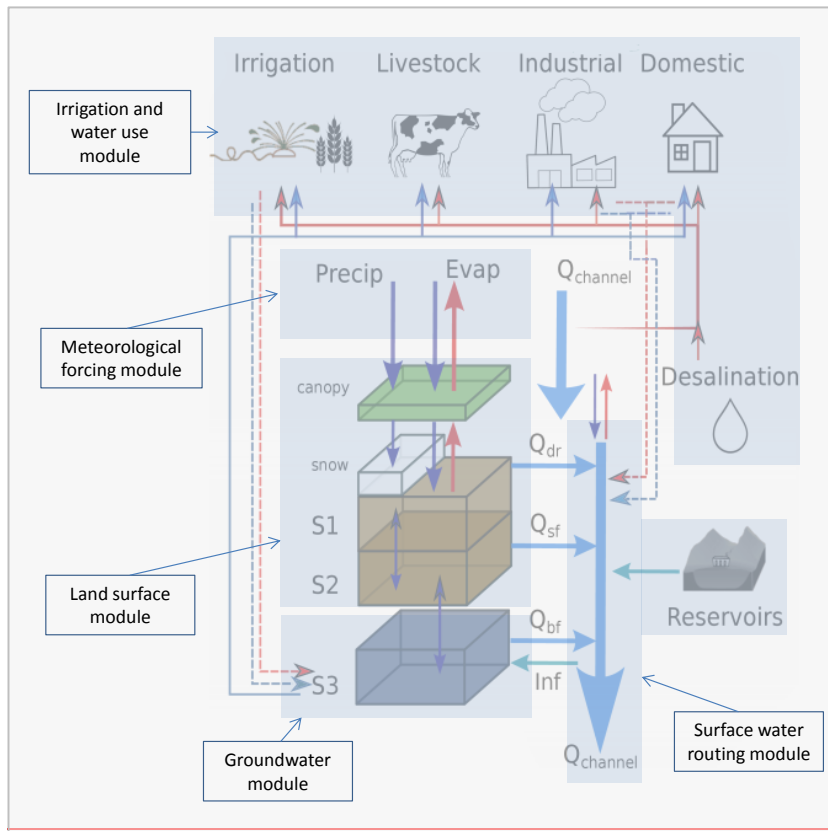 Irrigation
Livestock
Industrial
Domestic
Irrigation and
water use
module
Precip
Evap
Qchannel
Meteorological
forcing module
canopy
Desalination
snow
Qdr
S1
Qsf
S2
Land surface
module
Reservoirs
Qbf
S3
Inf
Groundwater
module
Surface water
routing module
Qchannel